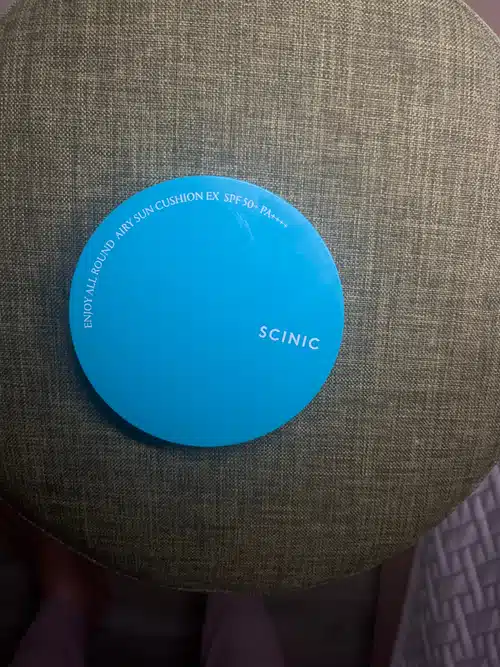 ENJOY ALL ROUND AIRY SUN CUSHION EX SPF 50+ PA++++
SCINIC